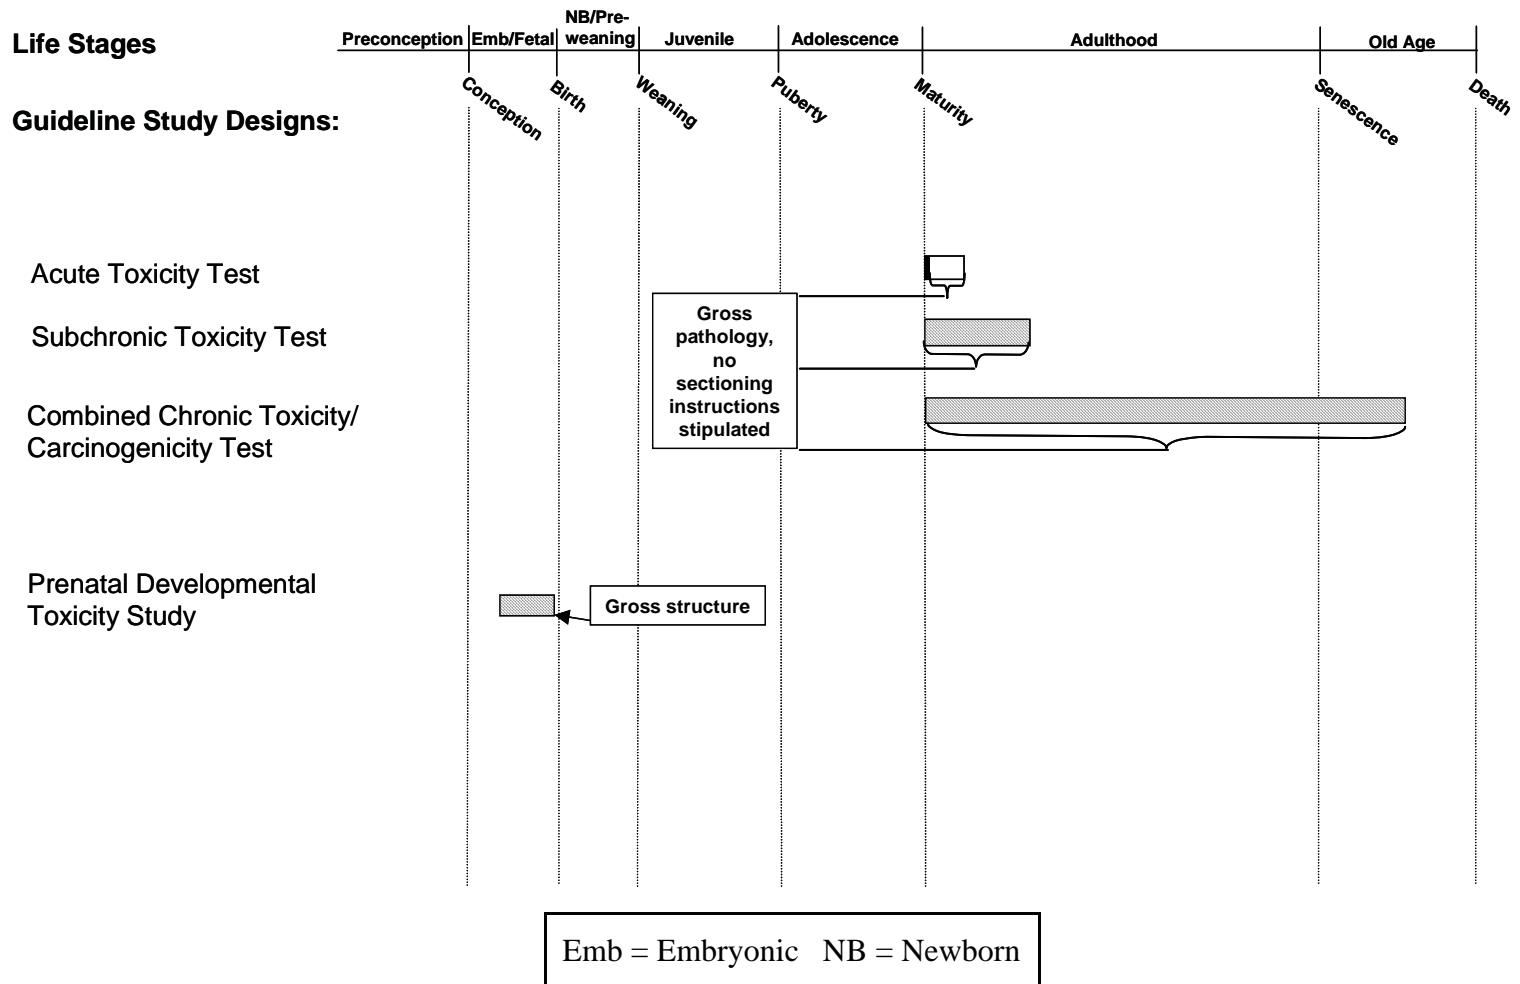 Life Stages
Preconception
Emb/Fetal
NB/Pre-
weaning
Juvenile
Adolescence
Adulthood
Old Age
Conception
Birth
Weaning
Puberty
Maturity
Senescence
Death
Guideline Study Designs:
Acute Toxicity Test
Subchronic Toxicity Test
Combined Chronic Toxicity/
Carcinogenicity Test
Gross
pathology,
no
sectioning
instructions
stipulated
Prenatal Developmental
Toxicity Study
Gross structure
Emb = Embryonic NB = Newborn